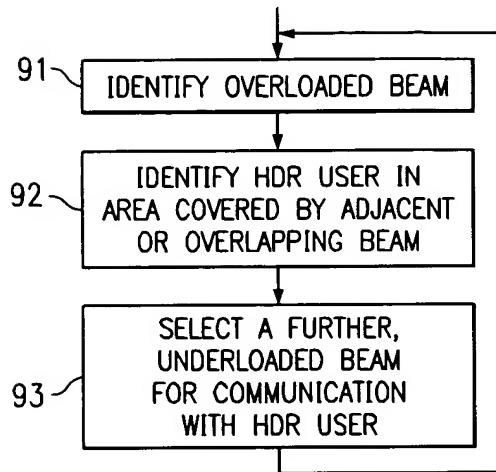 91
IDENTIFY OVERLOADED BEAM
92
IDENTIFY HDR USER IN
AREA COVERED BY ADJACENT
OR OVERLAPPING BEAM
93
SELECT A FURTHER,
UNDERLOADED BEAM
FOR COMMUNICATION
WITH HDR USER